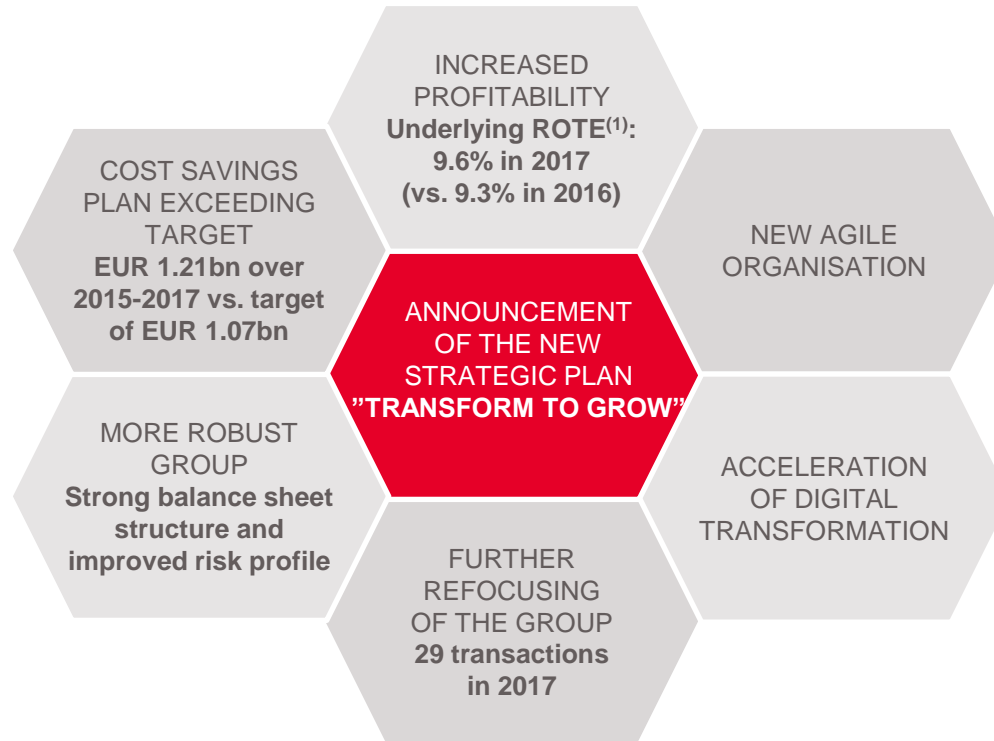 INCREASED
PROFITABILITY
Underlying ROTE(1):
9.6% in 2017
(vs. 9.3% in 2016)
COST SAVINGS
PLAN EXCEEDING
TARGET
EUR 1.21bn over
2015-2017 vs. target
of EUR 1.07bn
NEW AGILE
ORGANISATION
ANNOUNCEMENT
OF THE NEW
STRATEGIC PLAN
”TRANSFORM TO GROW”
MORE ROBUST
GROUP
Strong balance sheet
structure and
improved risk profile
ACCELERATION
OF DIGITAL
TRANSFORMATION
FURTHER
REFOCUSING
OF THE GROUP
29 transactions
in 2017